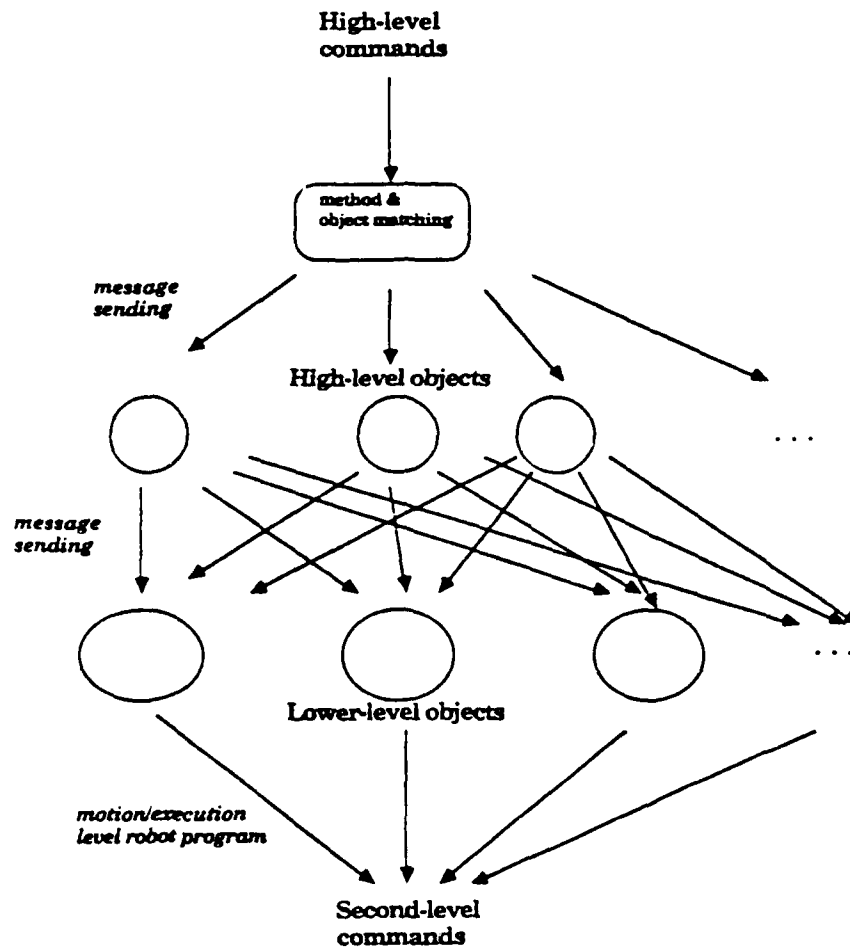 High-level
commands
method &
object matching
message
sending
High-level objects
. . .
message
sending
. . .
Lower-level objects
motion/execution
level robot program
Second-level
commands